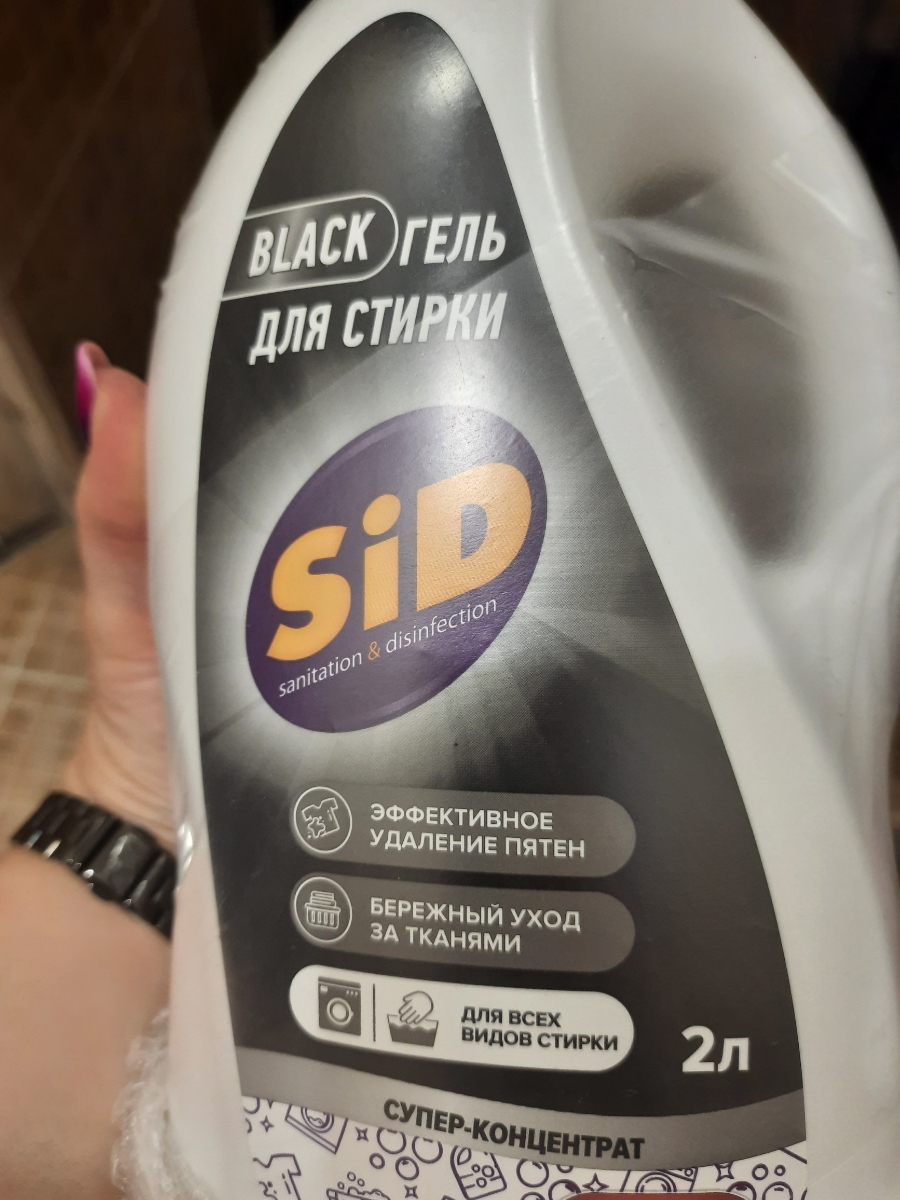 BLACK ГЕЛЬ
ДЛЯ СТИРКИ
SiD
sanitation & disinfection
ЭФФЕКТИВНОЕ
УДАЛЕНИЕ ПЯТЕН
БЕРЕЖНЫЙ УХОД
ЗА ТКАНЯМИ
ДЛЯ ВСЕХ
ВИДОВ СТИРКИ
2л
СУПЕР-КОНЦЕНТРАТ